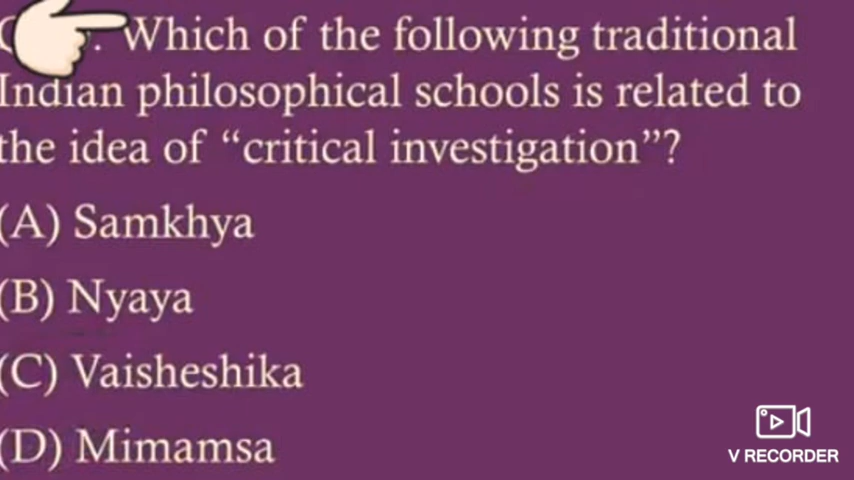 . Which of the following traditional
Indian philosophical schools is related to
the idea of “critical investigation”?
(A) Samkhya
(B) Nyaya
(C) Vaisheshika
(D) Mimamsa
V RECORDER